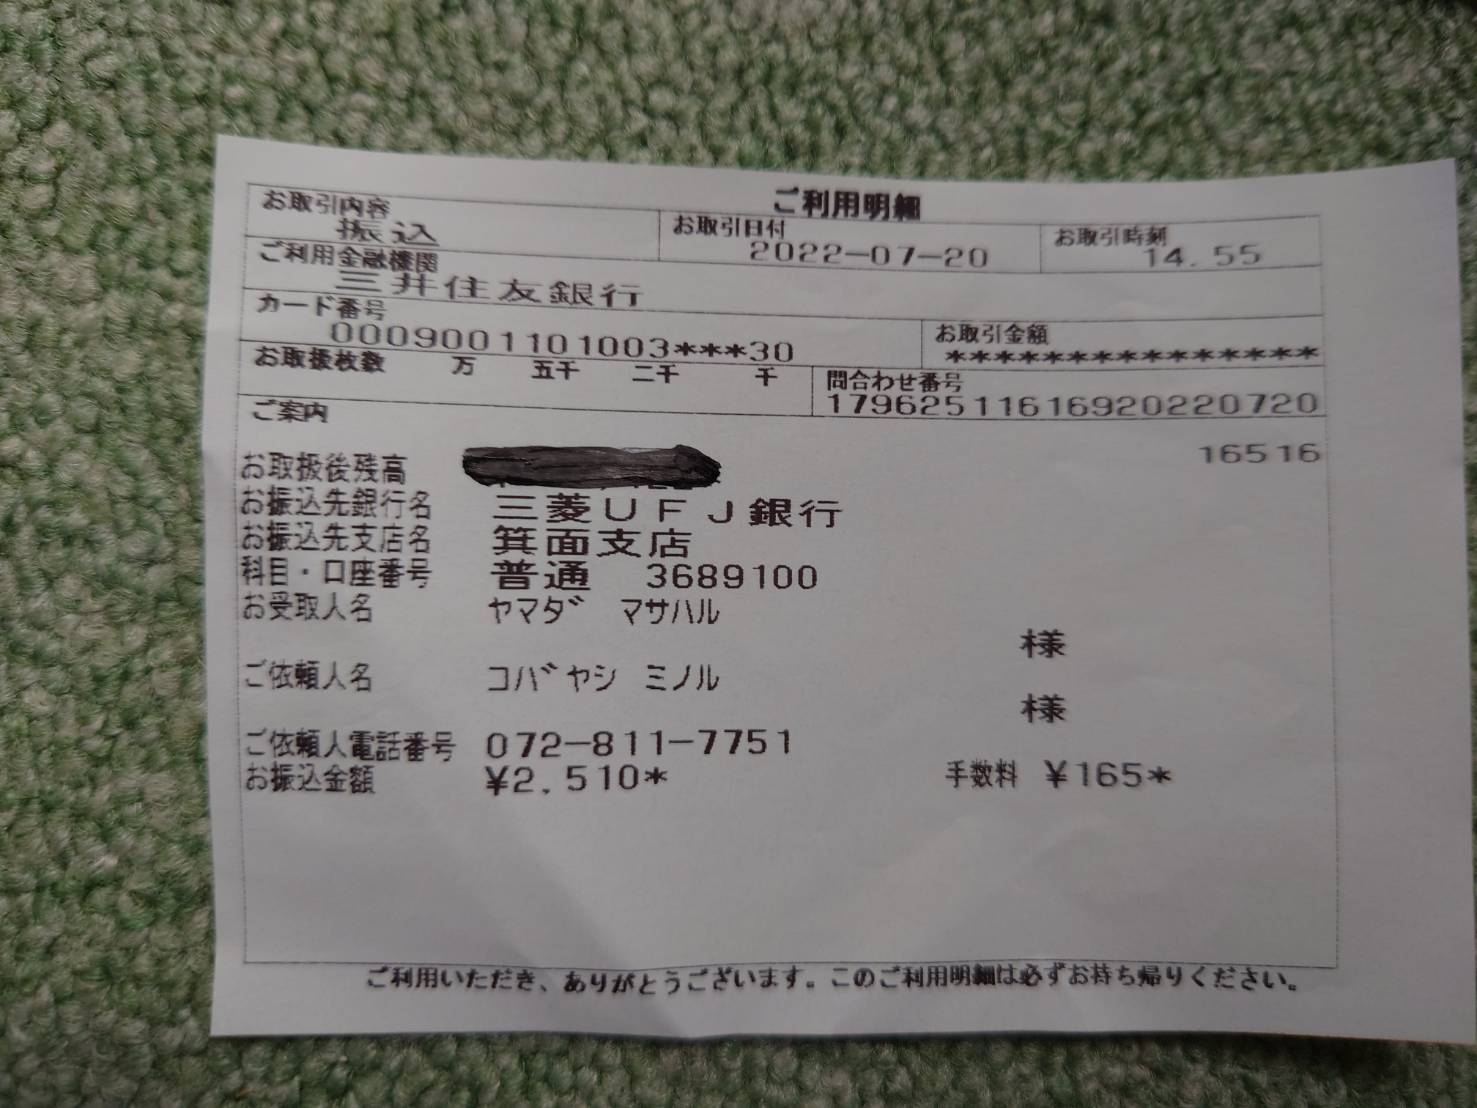 ご利用明細
お取引内容 お取引日付 お取引時刻
振込 2022-07-20 14.55
ご利用金融機関
三井住友銀行
カード番号 お取引金額
0009001101003***30 ****************
お取扱枚数 万 五千 二千 千 問合わせ番号
17962511616920220720
ご案内
16516
お取扱後残高
お振込先銀行名 三菱UFJ銀行
お振込先支店名 箕面支店
科目・口座番号 普通 3689100
お受取人名 ヤマダ マサハル
様
ご依頼人名 コバヤシ ミノル
様
ご依頼人電話番号 072-811-7751
お振込金額 ¥2,510* 手数料 ¥165*
ご利用いただき、ありがとうございます。このご利用明細は必ずお持ち帰りください。